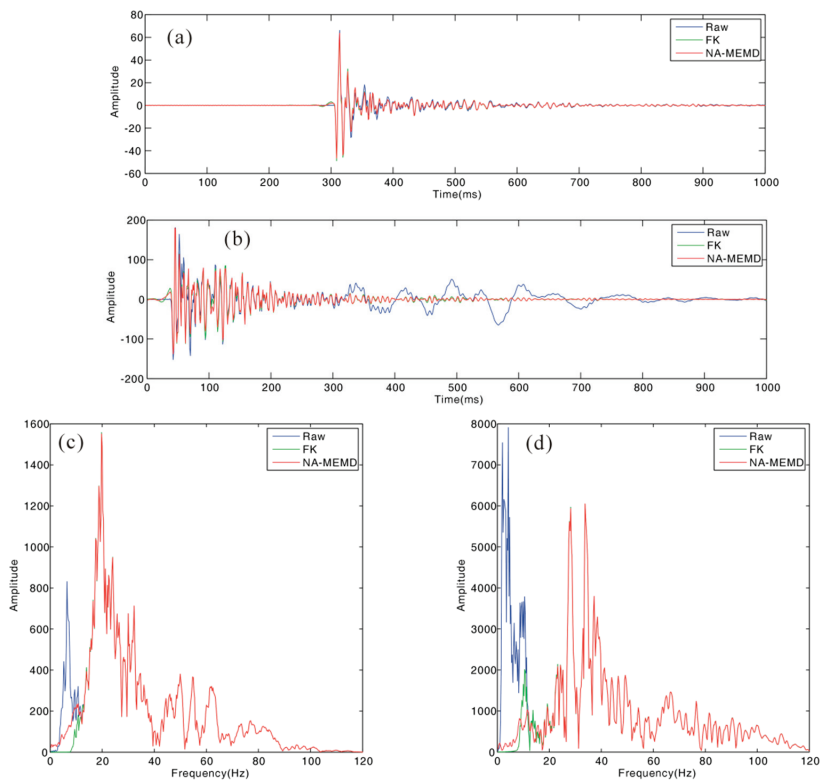 (a)
Raw
FK
NA-MEMD
Amplitude
80
60
40
20
0
-20
-40
-60
0 100 200 300 400 500 600 700 800 900 1000
Time(ms)
(b)
Raw
FK
NA-MEMD
Amplitude
200
100
0
-100
-200
0 100 200 300 400 500 600 700 800 900 1000
Time(ms)
(c)
Raw
FK
NA-MEMD
Amplitude
1600
1400
1200
1000
800
600
400
200
0
0 20 40 60 80 100 120
Frequency(Hz)
(d)
Raw
FK
NA-MEMD
Amplitude
8000
7000
6000
5000
4000
3000
2000
1000
0
0 20 40 60 80 100 120
Frequency(Hz)